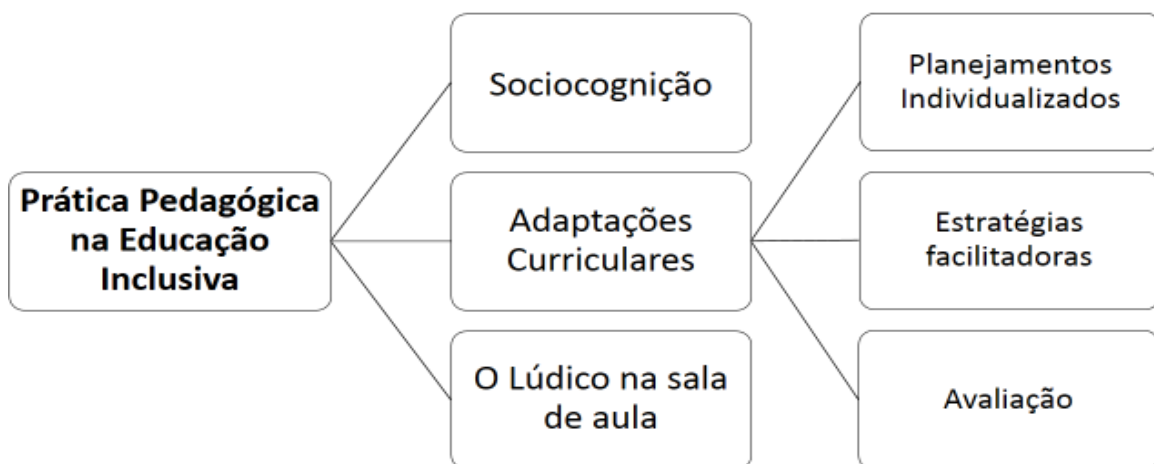 Prática Pedagógica
na Educação
Inclusiva
Sociocognição
Adaptações
Curriculares
O Lúdico na sala
de aula
Planejamentos
Individualizados
Estratégias
facilitadoras
Avaliação